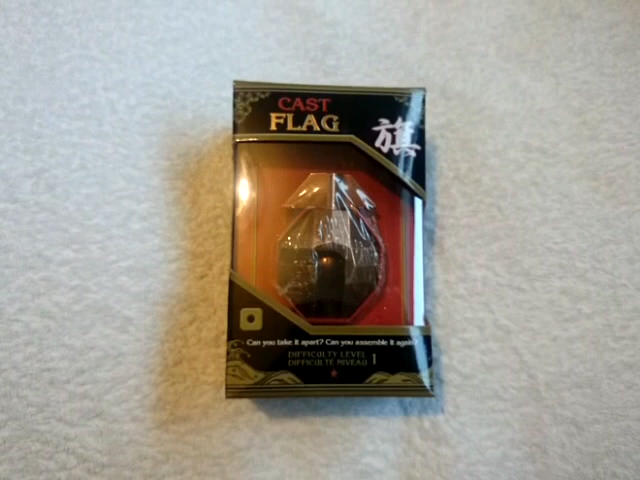 CAST
FLAG
旗
Can you take it apart? Can you assemble it again?
DIFFICULTY LEVEL 1
DIFFICULTÉ NIVEAU